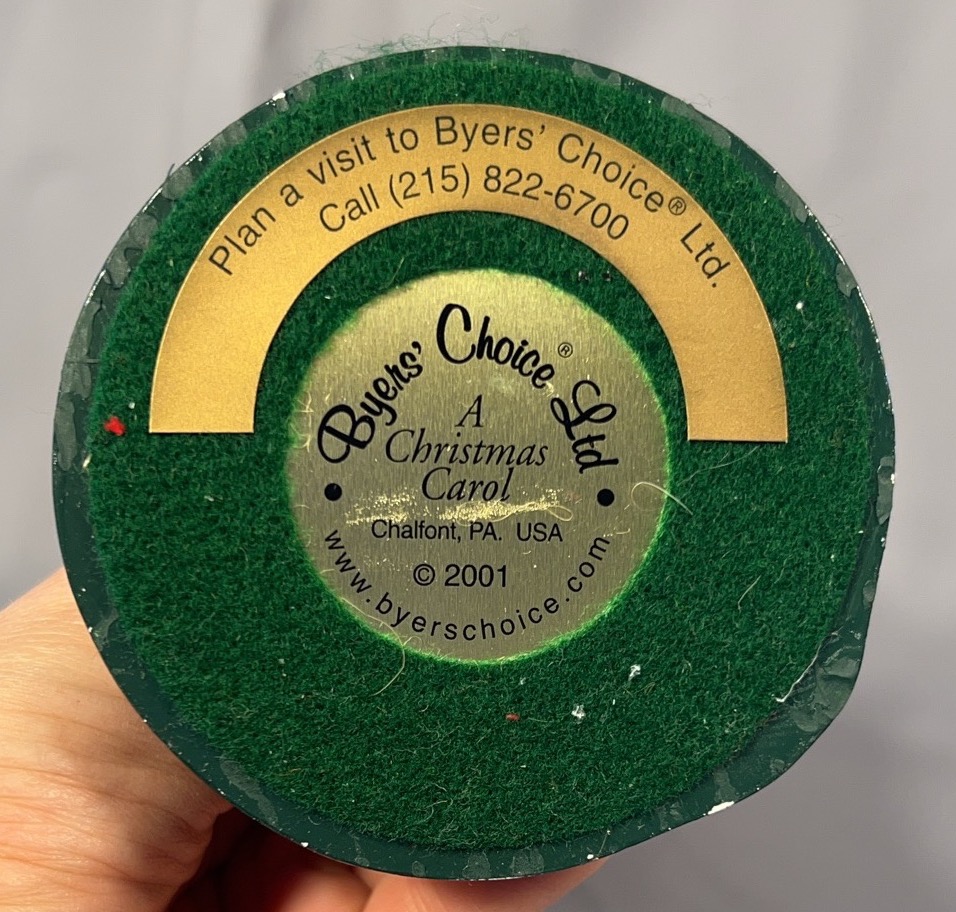 Plan a visit to Byers' Choice® Ltd.
Call (215) 822-6700
Byers' Choice® Ltd
A
Christmas
Carol
Chalfont, PA. USA
© 2001
www.byerschoice.com